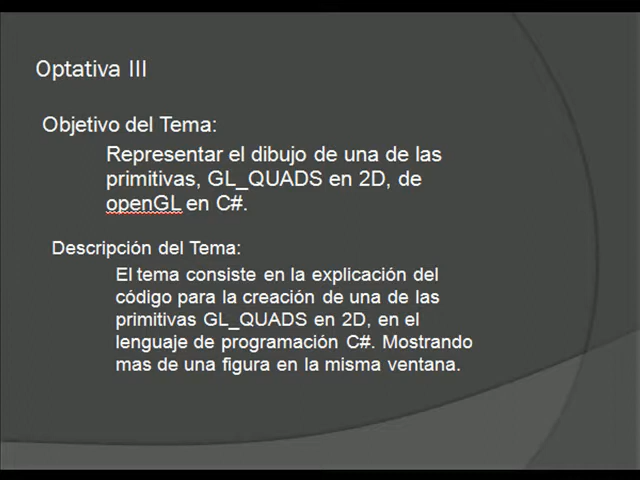 Optativa III
Objetivo del Tema:
Representar el dibujo de una de las
primitivas, GL_QUADS en 2D, de
openGL en C#.
Descripción del Tema:
El tema consiste en la explicación del
código para la creación de una de las
primitivas GL_QUADS en 2D, en el
lenguaje de programación C#. Mostrando
mas de una figura en la misma ventana.